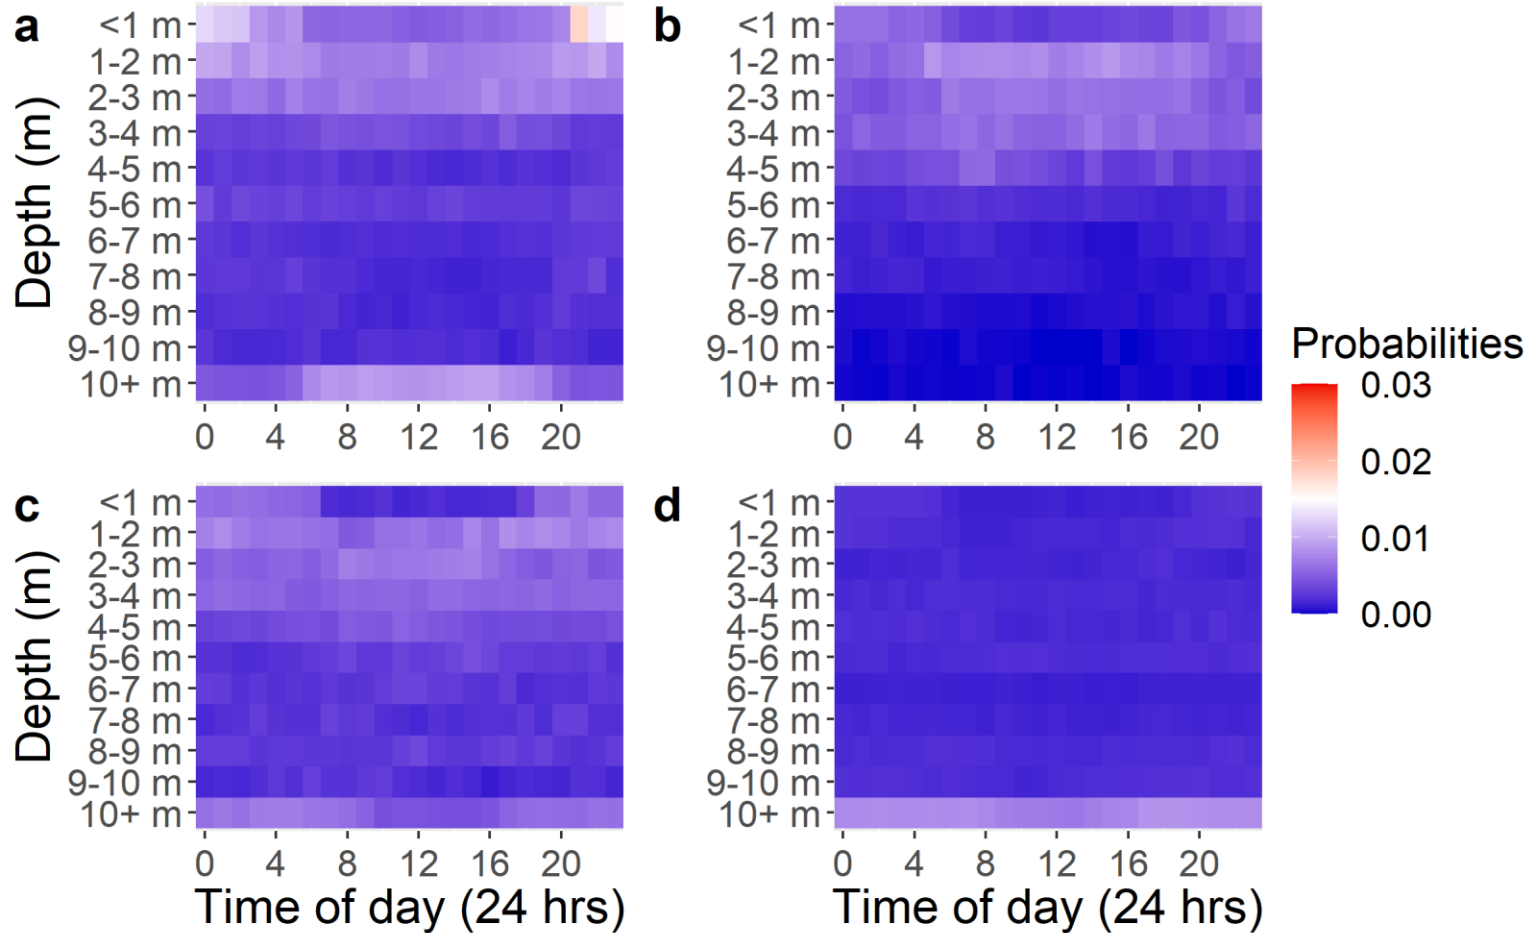 a
Depth (m)
<1 m
1-2 m
2-3 m
3-4 m
4-5 m
5-6 m
6-7 m
7-8 m
8-9 m
9-10 m
10+ m
0 4 8 12 16 20
b
<1 m
1-2 m
2-3 m
3-4 m
4-5 m
5-6 m
6-7 m
7-8 m
8-9 m
9-10 m
10+ m
0 4 8 12 16 20
c
Depth (m)
<1 m
1-2 m
2-3 m
3-4 m
4-5 m
5-6 m
6-7 m
7-8 m
8-9 m
9-10 m
10+ m
0 4 8 12 16 20
Time of day (24 hrs)
d
<1 m
1-2 m
2-3 m
3-4 m
4-5 m
5-6 m
6-7 m
7-8 m
8-9 m
9-10 m
10+ m
0 4 8 12 16 20
Time of day (24 hrs)
Probabilities
0.03
0.02
0.01
0.00